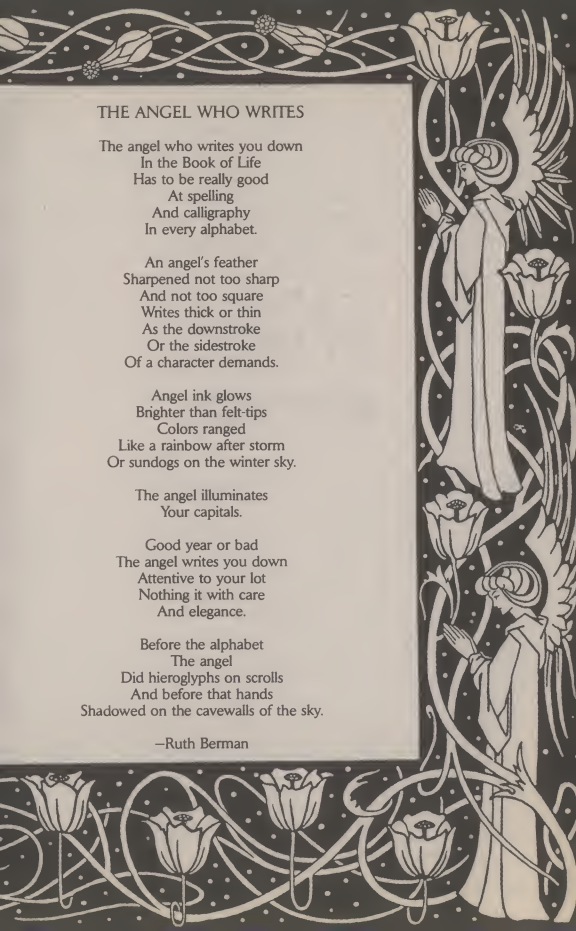 THE ANGEL WHO WRITES
The angel who writes you down
In the Book of Life
Has to be really good
At spelling
And calligraphy
In every alphabet.
An angel's feather
Sharpened not too sharp
And not too square
Writes thick or thin
As the downstroke
Or the sidestroke
Of a character demands.
Angel ink glows
Brighter than felt-tips
Colors ranged
Like a rainbow after storm
Or sundogs on the winter sky.
The angel illuminates
Your capitals.
Good year or bad
The angel writes you down
Attentive to your lot
Nothing it with care
And elegance.
Before the alphabet
The angel
Did hieroglyphs on scrolls
And before that hands
Shadowed on the cavewalls of the sky.
—Ruth Berman